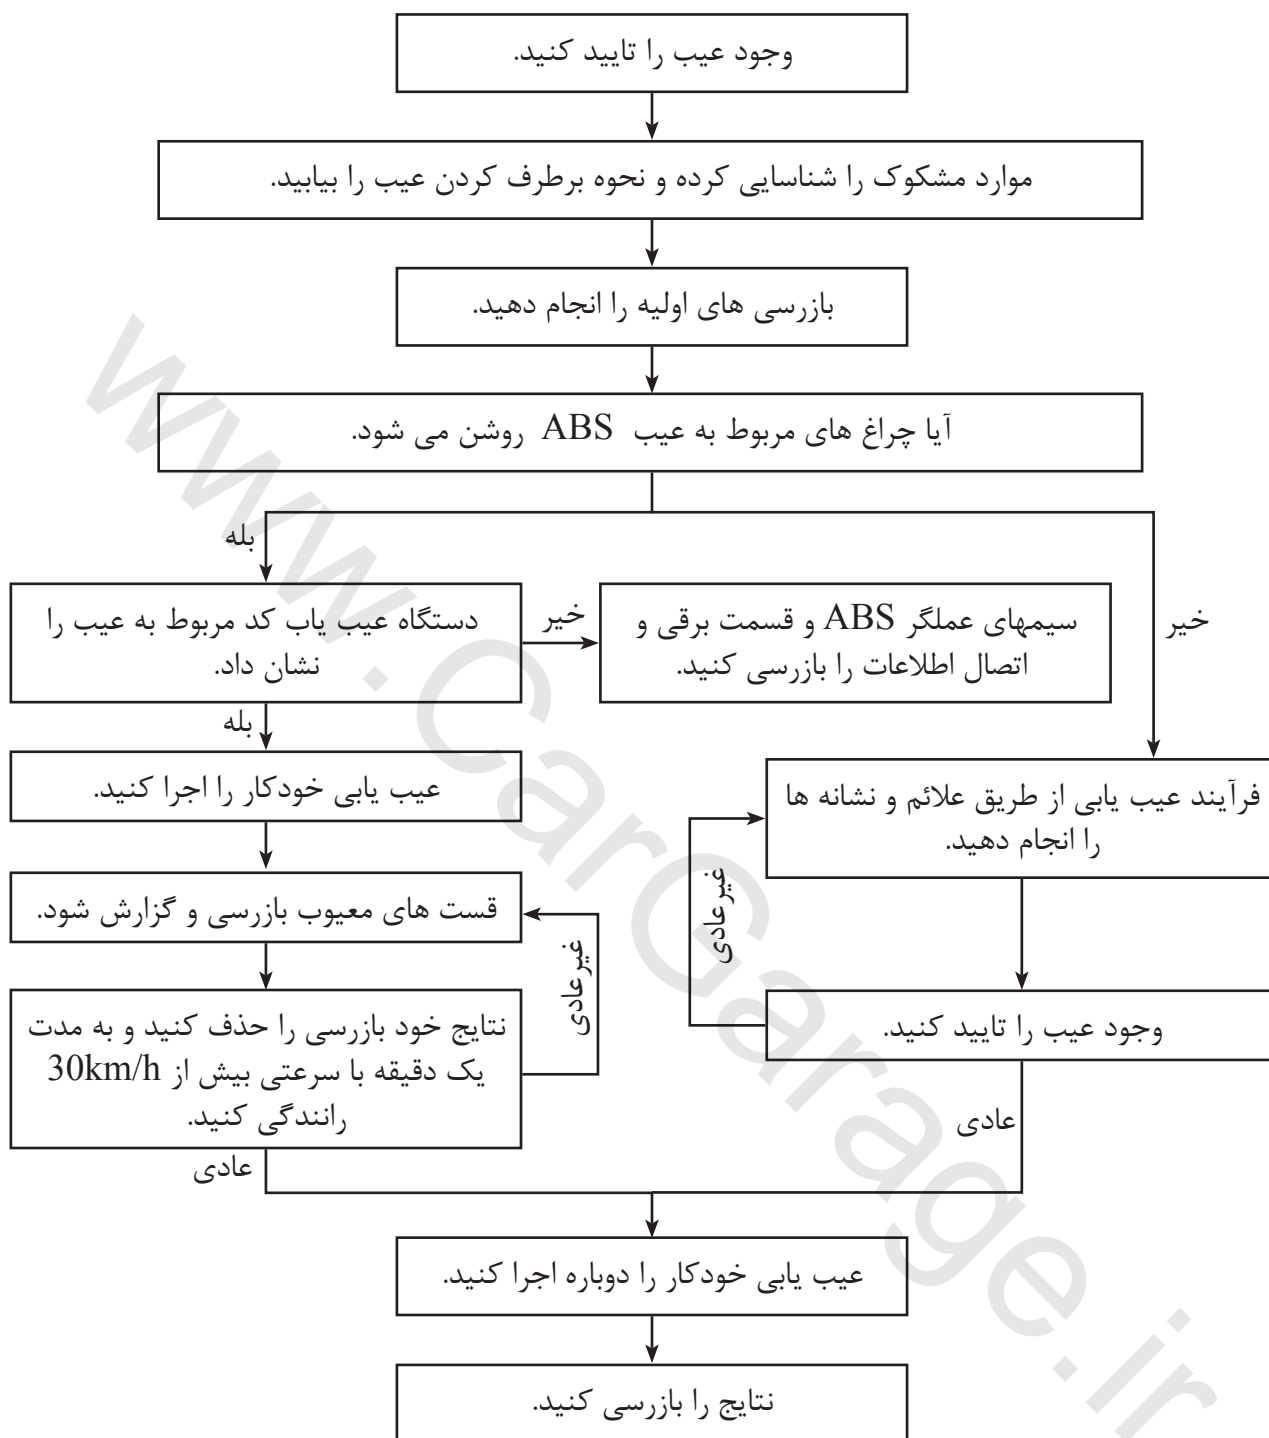 وجود عیب را تایید کنید.
موارد مشکوک را شناسایی کرده و نحوه برطرف کردن عیب را بیابید.
بازرسی های اولیه را انجام دهید.
آیا چراغ های مربوط به عیب ABS روشن می شود.
بله
خیر
دستگاه عیب یاب کد مربوط به عیب را
نشان داد.
خیر
سیمهای عملگر ABS و قسمت برقی و
اتصال اطلاعات را بازرسی کنید.
بله
عیب یابی خودکار را اجرا کنید.
فرآیند عیب یابی از طریق علائم و نشانه ها
را انجام دهید.
قست های معیوب بازرسی و گزارش شود.
غیرعادی
غیرعادی
نتایج خود بازرسی را حذف کنید و به مدت
یک دقیقه با سرعتی بیش از 30km/h
رانندگی کنید.
وجود عیب را تایید کنید.
عادی
عادی
عیب یابی خودکار را دوباره اجرا کنید.
نتایج را بازرسی کنید.
www.CarGarage.ir